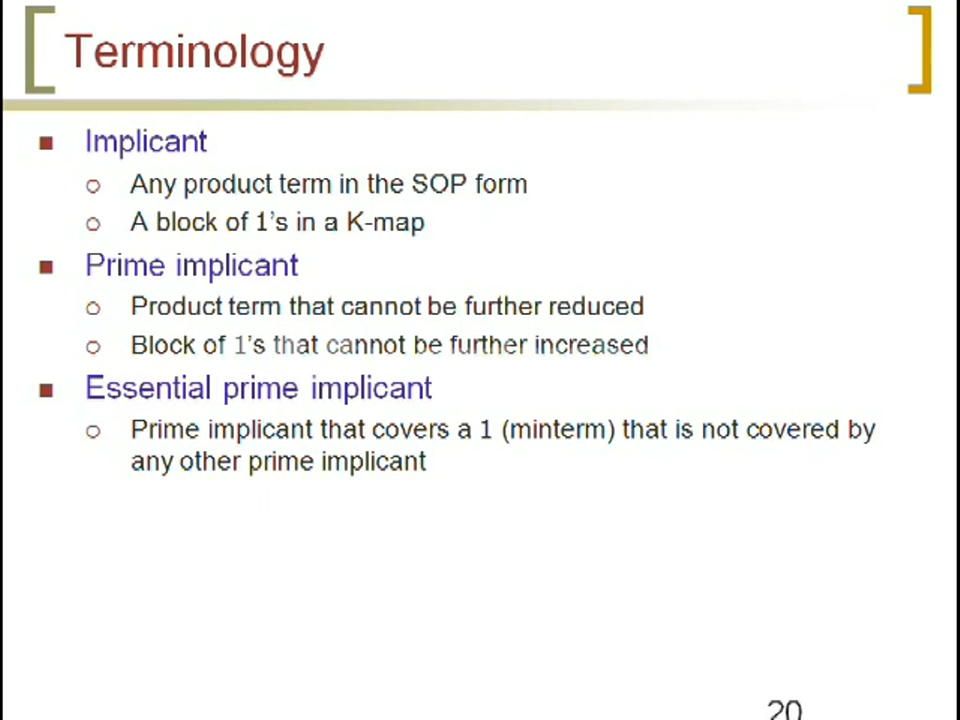 Terminology
Implicant
Any product term in the SOP form
A block of 1's in a K-map
Prime implicant
Product term that cannot be further reduced
Block of 1's that cannot be further increased
Essential prime implicant
Prime implicant that covers a 1 (minterm) that is not covered by
any other prime implicant
20